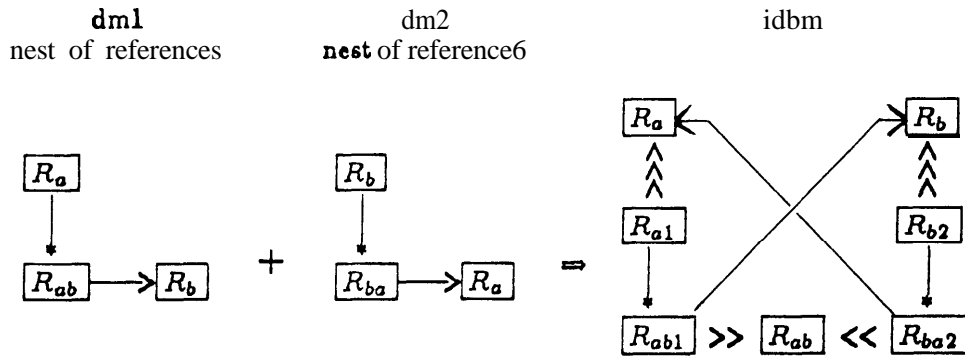 dm1
nest of references
dm2
nest of reference6
idbm
R_a
R_b
R_a
R_b
R_a1
R_b2
R_ab
R_b
+
R_ba
R_a
⇒
R_ab1 >> R_ab << R_ba2